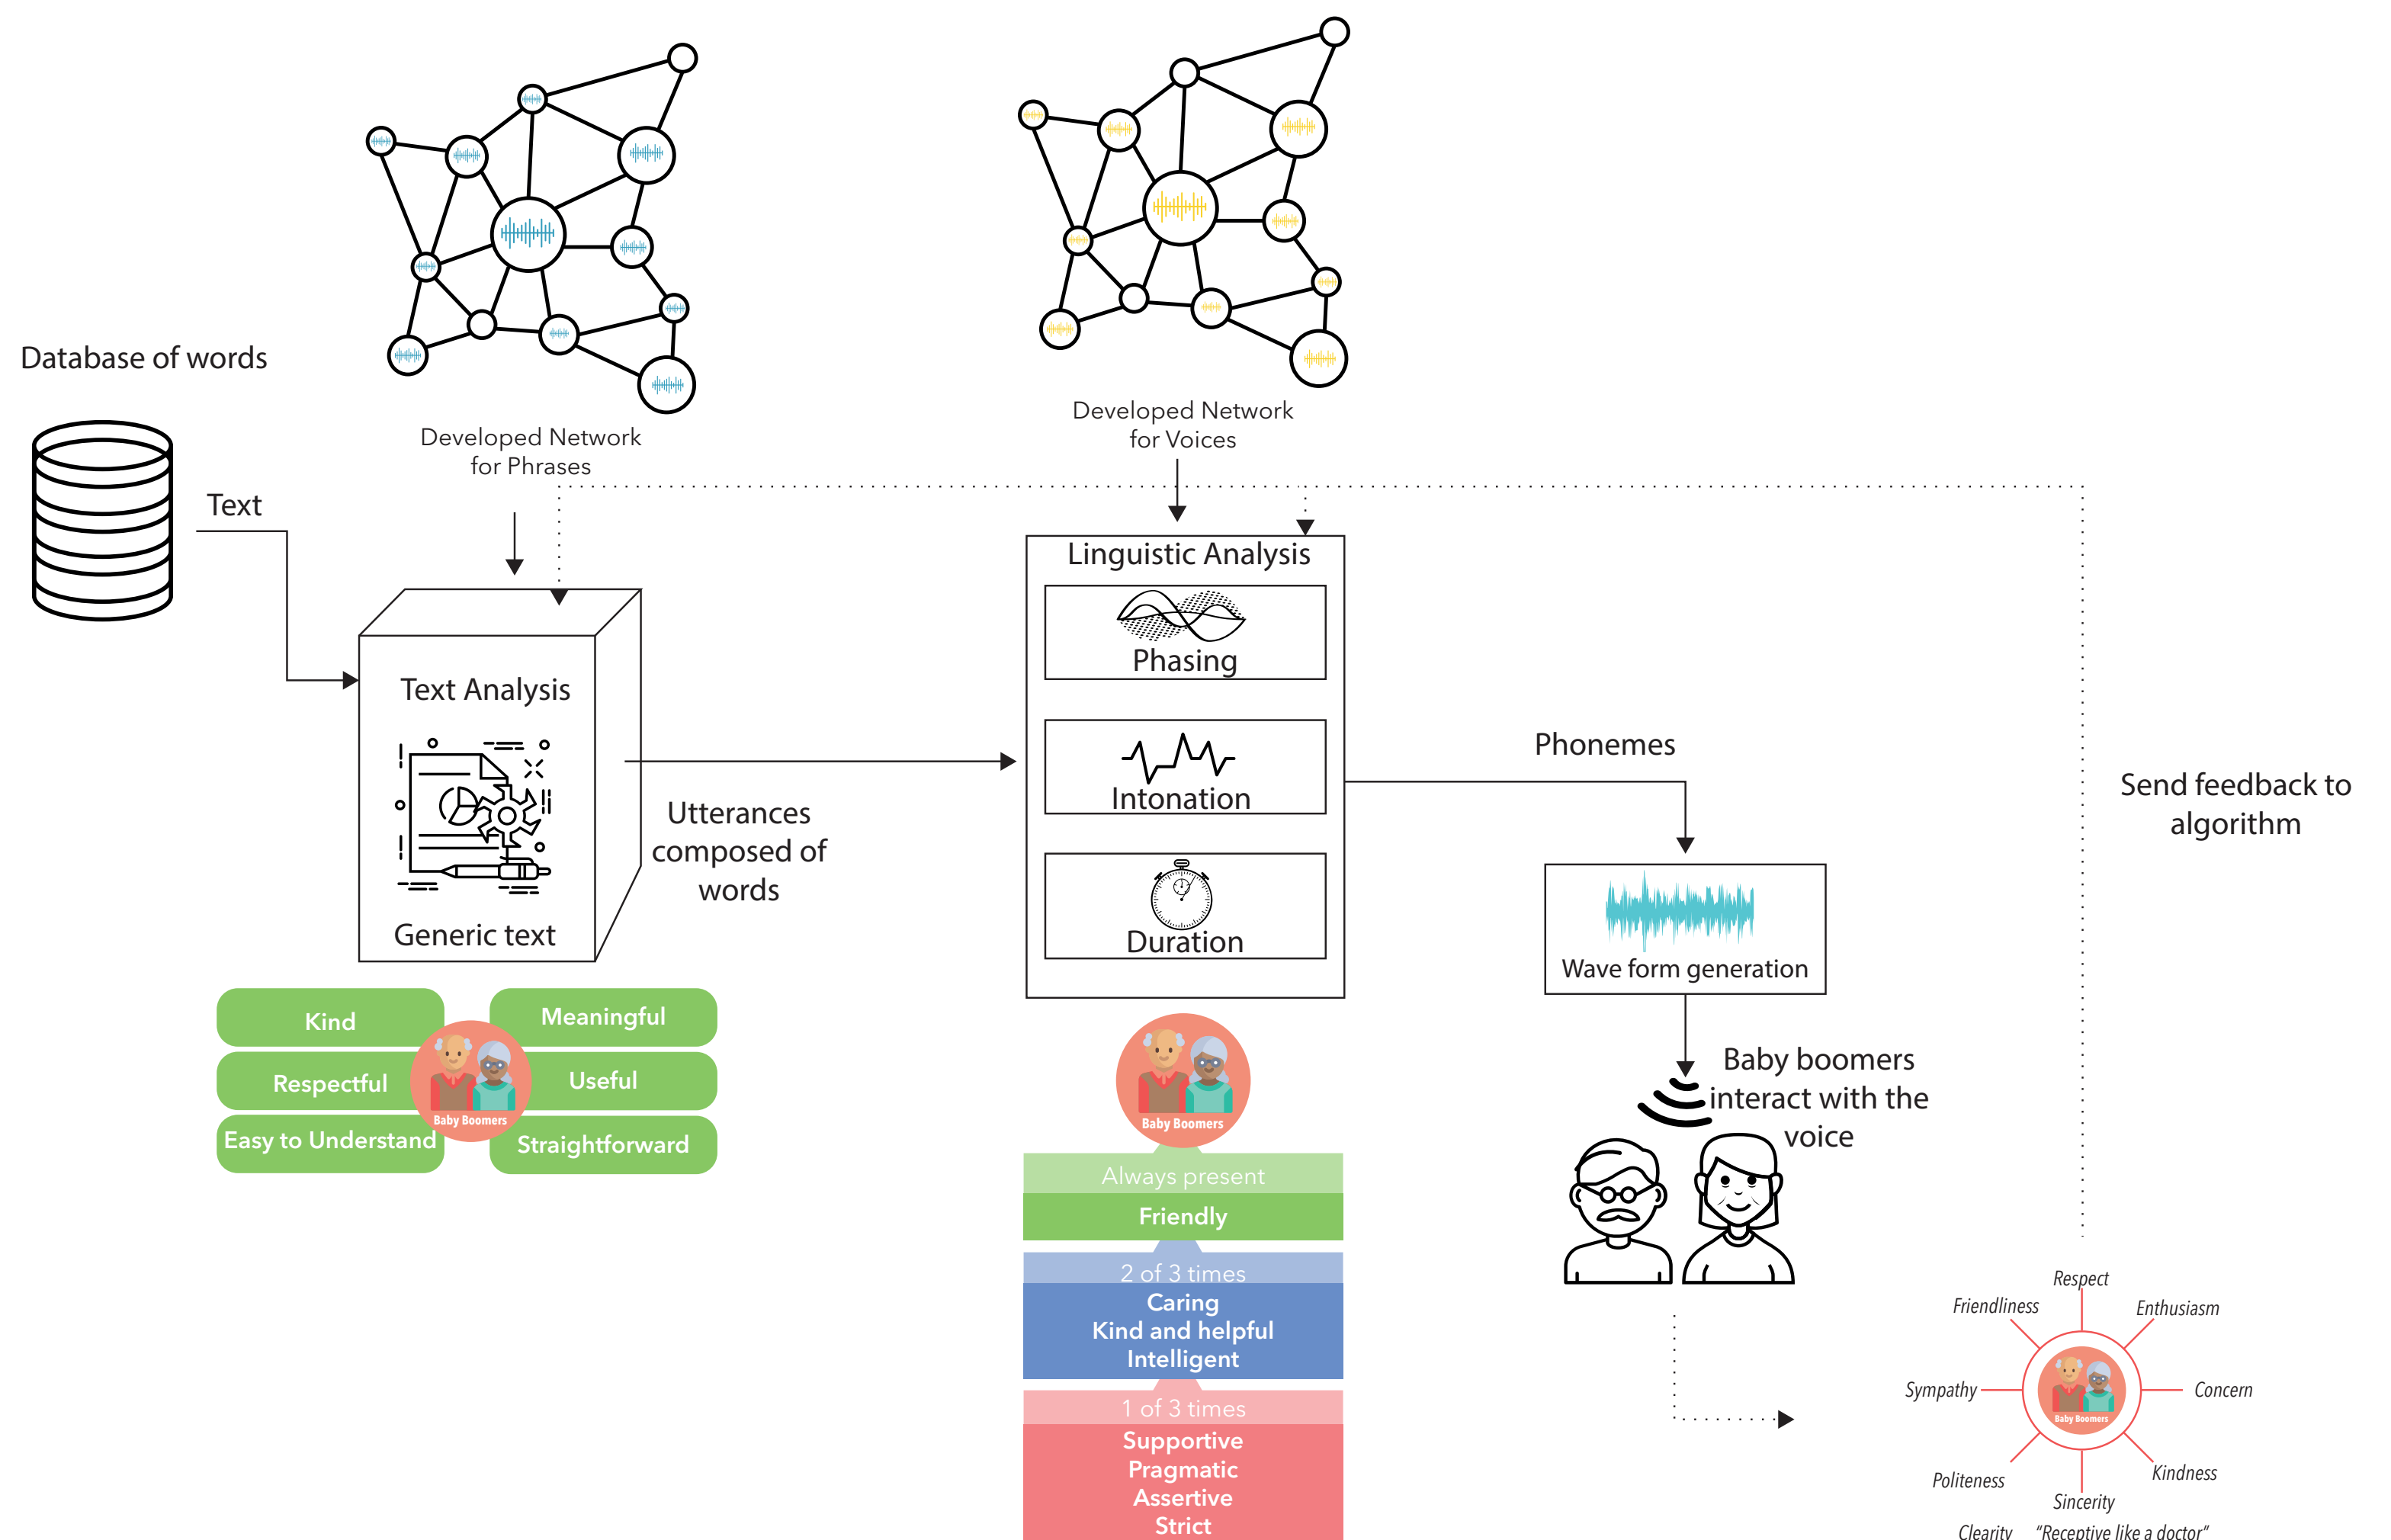 Database of words
Text
Developed Network
for Phrases
Developed Network
for Voices
Text Analysis
Generic text
Utterances
composed of
words
Linguistic Analysis
Phasing
Intonation
Duration
Phonemes
Wave form generation
Send feedback to
algorithm
Baby boomers
interact with the
voice
Kind
Meaningful
Respectful
Useful
Easy to Understand
Straightforward
Baby Boomers
Baby Boomers
Always present
Friendly
2 of 3 times
Caring
Kind and helpful
Intelligent
1 of 3 times
Supportive
Pragmatic
Assertive
Strict
Respect
Friendliness
Enthusiasm
Sympathy
Baby Boomers
Concern
Politeness
Kindness
Sincerity
Clearity "Receptive like a doctor"